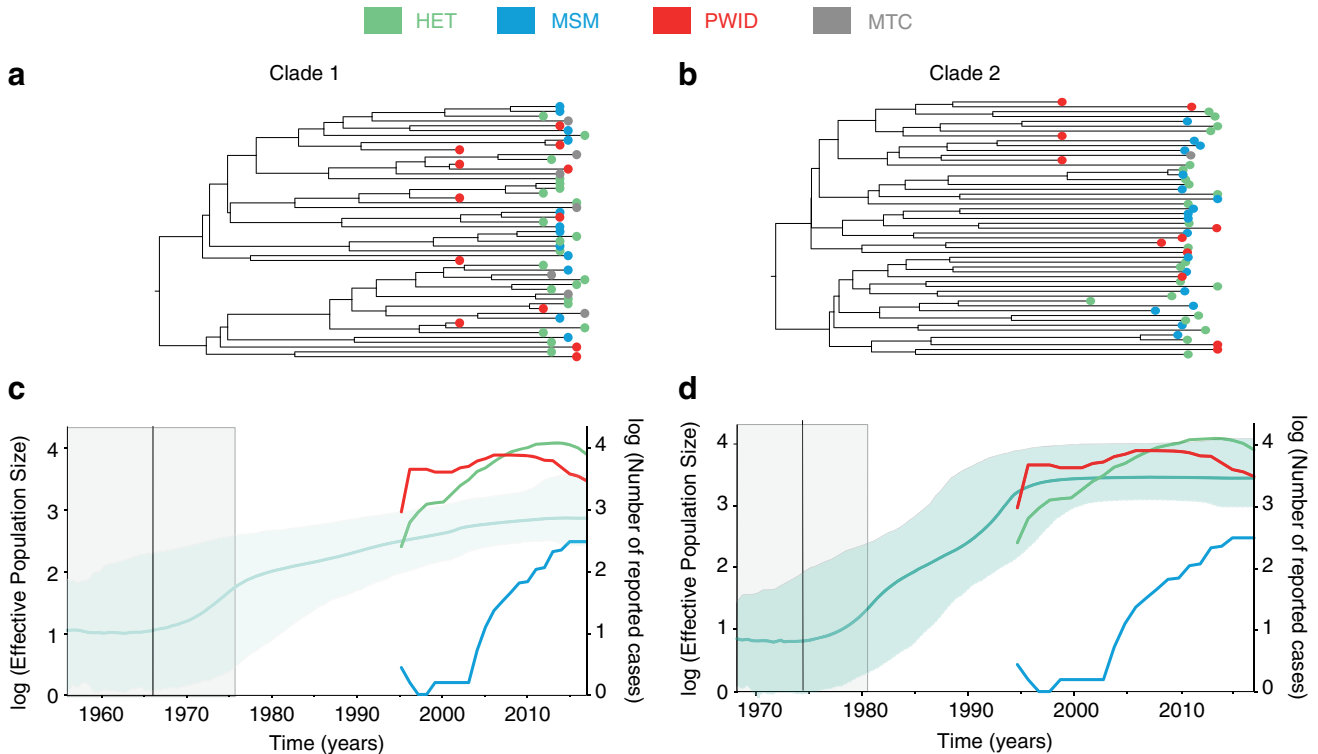 HET MSM PWID MTC
a Clade 1
b Clade 2
c
log (Effective Population Size)
4
3
2
1
0
1960 1970 1980 1990 2000 2010
Time (years)
4
3
2
1
0
log (Number of reported cases)
d
log (Effective Population Size)
4
3
2
1
0
1970 1980 1990 2000 2010
Time (years)
4
3
2
1
0
log (Number of reported cases)